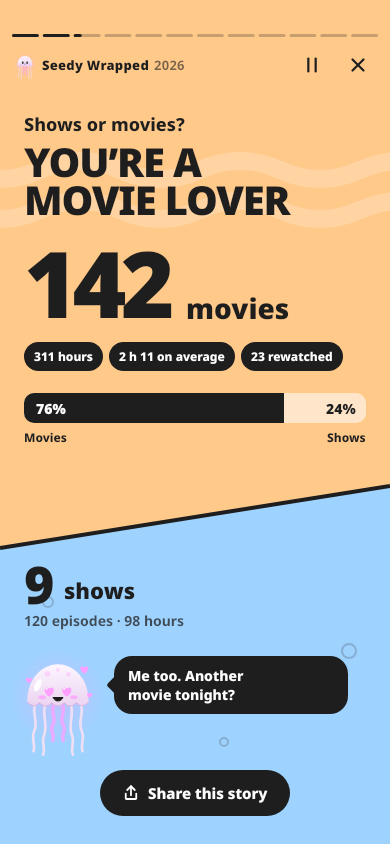 Seedy Wrapped 2026
Shows or movies?
YOU’RE A
MOVIE LOVER
142 movies
311 hours
2 h 11 on average
23 rewatched
76%
24%
Movies
Shows
9 shows
120 episodes · 98 hours
Me too. Another
movie tonight?
Share this story